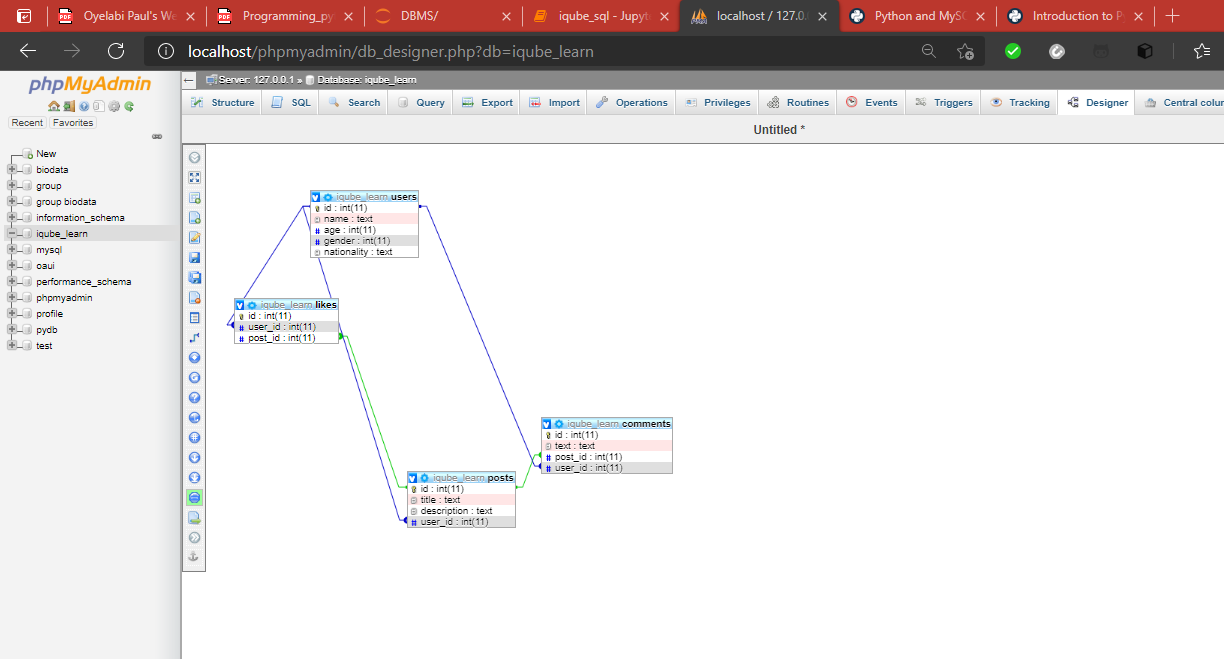 Oyelabi Paul's We
Programming_py
DBMS/
iqube_sql - Jupyt
localhost / 127.0.
Python and MySQ
Introduction to P
localhost/phpmyadmin/db_designer.php?db=iqube_learn
phpMyAdmin
Recent
Favorites
New
biodata
group
group biodata
information_schema
iqube_learn
mysql
oaui
performance_schema
phpmyadmin
profile
pydb
test
Server: 127.0.0.1 » Database: iqube_learn
Structure
SQL
Search
Query
Export
Import
Operations
Privileges
Routines
Events
Triggers
Tracking
Designer
Central colu
Untitled *
iqube_learn users
id : int(11)
name : text
age : int(11)
gender : int(11)
nationality : text
iqube_learn likes
id : int(11)
user_id : int(11)
post_id : int(11)
iqube_learn comments
id : int(11)
text : text
post_id : int(11)
user_id : int(11)
iqube_learn posts
id : int(11)
title : text
description : text
user_id : int(11)